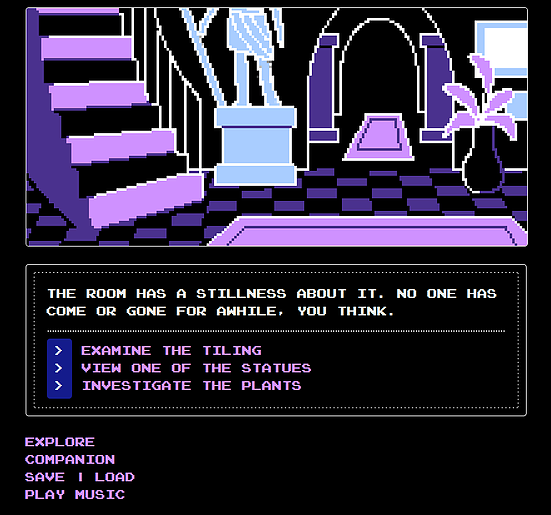 THE ROOM HAS A STILLNESS ABOUT IT. NO ONE HAS
COME OR GONE FOR AWHILE, YOU THINK.
> EXAMINE THE TILING
> VIEW ONE OF THE STATUES
> INVESTIGATE THE PLANTS
EXPLORE
COMPANION
SAVE | LOAD
PLAY MUSIC